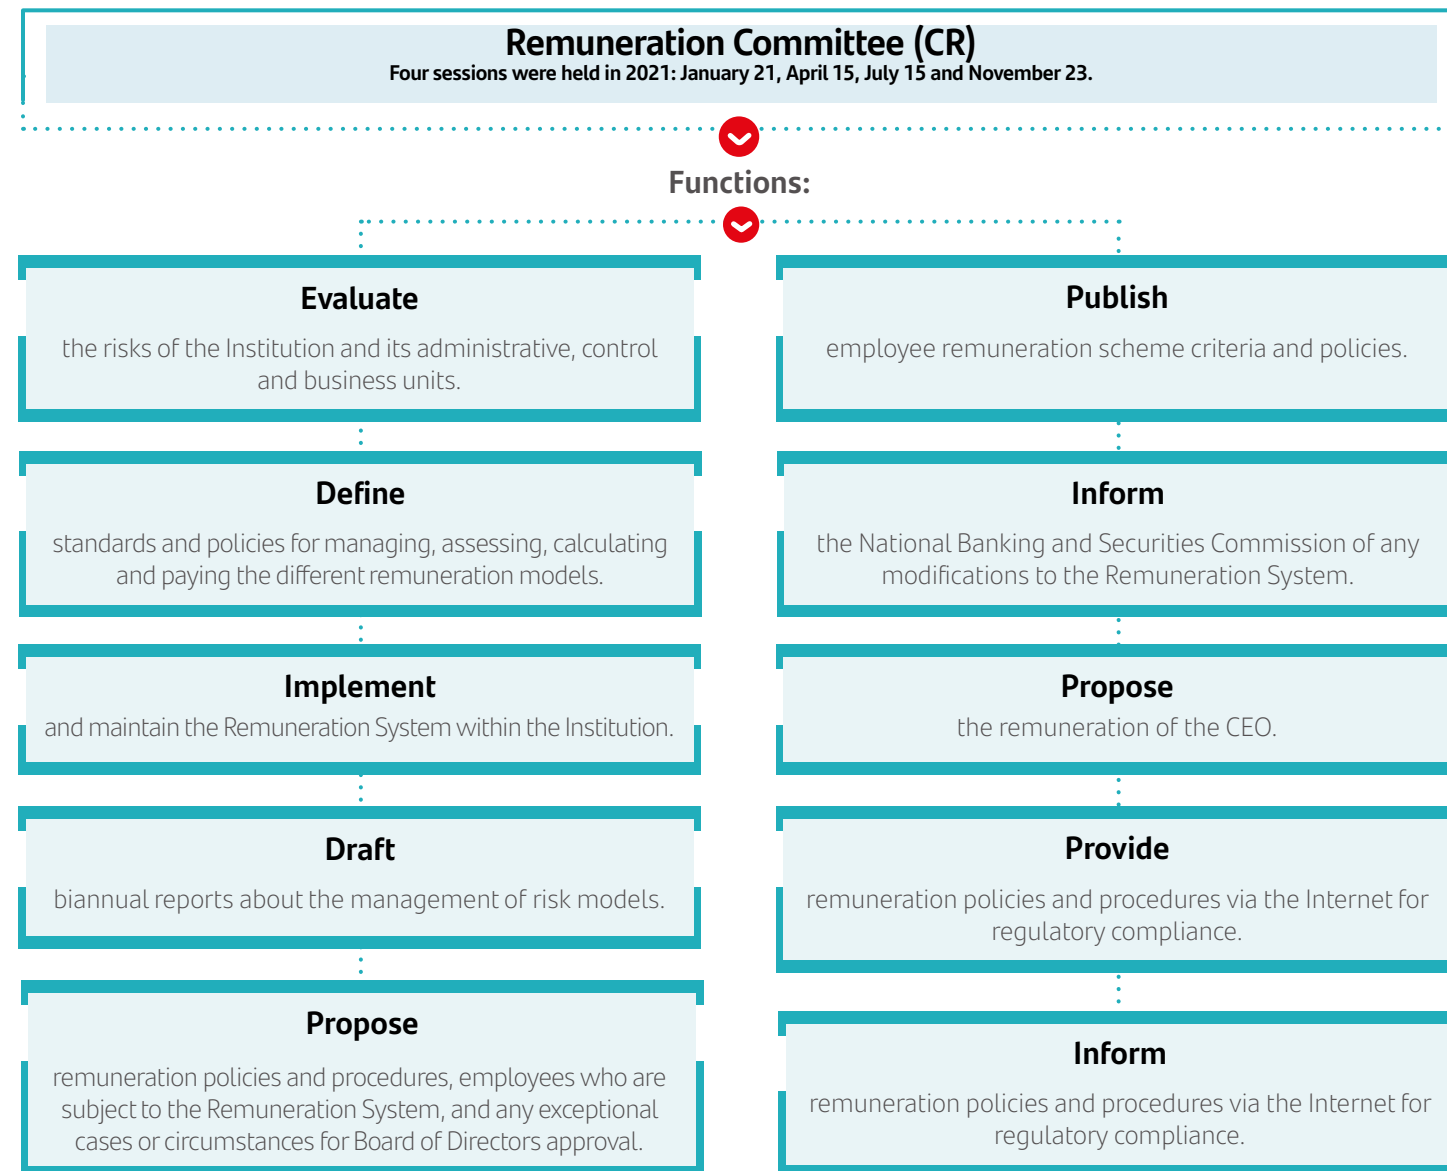 Remuneration Committee (CR)
Four sessions were held in 2021: January 21, April 15, July 15 and November 23.
Functions:
Evaluate
the risks of the Institution and its administrative, control
and business units.
Define
standards and policies for managing, assessing, calculating
and paying the different remuneration models.
Implement
and maintain the Remuneration System within the Institution.
Draft
biannual reports about the management of risk models.
Propose
remuneration policies and procedures, employees who are
subject to the Remuneration System, and any exceptional
cases or circumstances for Board of Directors approval.
Publish
employee remuneration scheme criteria and policies.
Inform
the National Banking and Securities Commission of any
modifications to the Remuneration System.
Propose
the remuneration of the CEO.
Provide
remuneration policies and procedures via the Internet for
regulatory compliance.
Inform
remuneration policies and procedures via the Internet for
regulatory compliance.